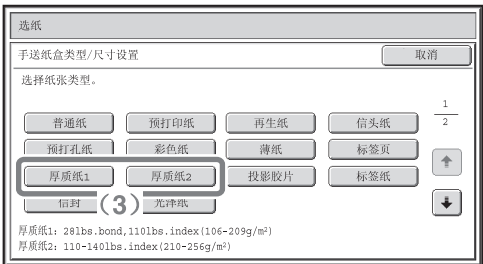 选纸
手送纸盒类型/尺寸设置 取消
选择纸张类型。
1
2
普通纸 预打印纸 再生纸 信头纸
预打孔纸 彩色纸 薄纸 标签页
厚质纸1 厚质纸2 投影胶片 标签纸
信封 (3) 光泽纸
厚质纸1: 28lbs.bond,110lbs.index(106-209g/m²)
厚质纸2: 110-140lbs.index(210-256g/m²)